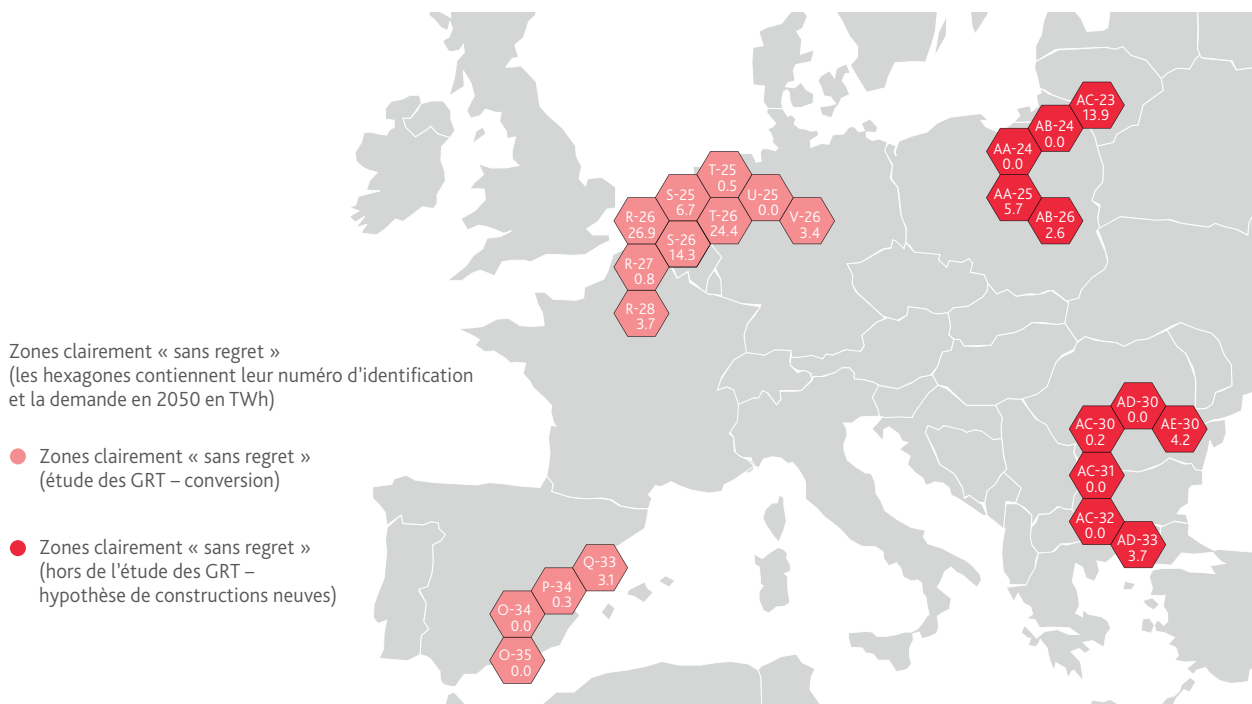 AC-23
13.9
AB-24
0.0
AA-24
0.0
AA-25
5.7
AB-26
2.6
T-25
0.5
S-25
6.7
U-25
0.0
R-26
26.9
T-26
24.4
V-26
3.4
S-26
14.3
R-27
0.8
R-28
3.7
Zones clairement « sans regret »
(les hexagones contiennent leur numéro d'identification
et la demande en 2050 en TWh)
Zones clairement « sans regret »
(étude des GRT – conversion)
Zones clairement « sans regret »
(hors de l'étude des GRT –
hypothèse de constructions neuves)
AD-30
0.0
AC-30
0.2
AE-30
4.2
AC-31
0.0
AC-32
0.0
AD-33
3.7
Q-33
3.1
P-34
0.3
O-34
0.0
O-35
0.0